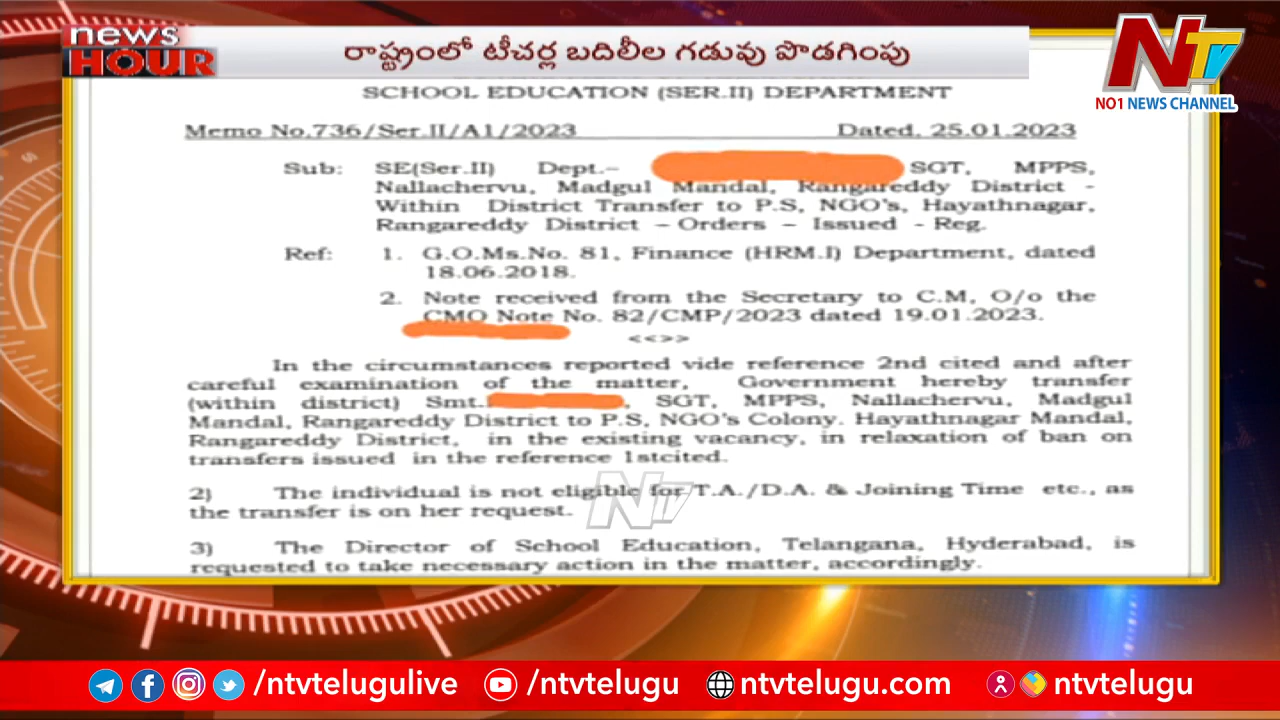 news
HOUR
రాష్ట్రంలో టీచర్ల బదిలీల గడువు పొడగింపు
NTV
NO1 NEWS CHANNEL
SCHOOL EDUCATION (SER.II) DEPARTMENT
Memo No.736/Ser.II/A1/2023 Dated, 25.01.2023
Sub: SE(Ser.II) Dept.– SGT, MPPS,
Nallachervu, Madgul Mandal, Rangareddy District -
Within District Transfer to P.S, NGO's, Hayathnagar,
Rangareddy District – Orders – Issued - Reg.
Ref: 1. G.O.Ms.No. 81, Finance (HRM.I) Department, dated
18.06.2018.
2. Note received from the Secretary to C.M, O/o the
CMO Note No. 82/CMP/2023 dated 19.01.2023.
<<>>
In the circumstances reported vide reference 2nd cited and after
careful examination of the matter, Government hereby transfer
(within district) Smt. , SGT, MPPS, Nallachervu, Madgul
Mandal, Rangareddy District to P.S, NGO's Colony. Hayathnagar Mandal,
Rangareddy District, in the existing vacancy, in relaxation of ban on
transfers issued in the reference 1stcited.
2) The individual is not eligible for T.A./D.A. & Joining Time etc., as
the transfer is on her request.
NTV
3) The Director of School Education, Telangana, Hyderabad, is
requested to take necessary action in the matter, accordingly.
/ntvtelugulive /ntvtelugu ntvtelugu.com ntvtelugu